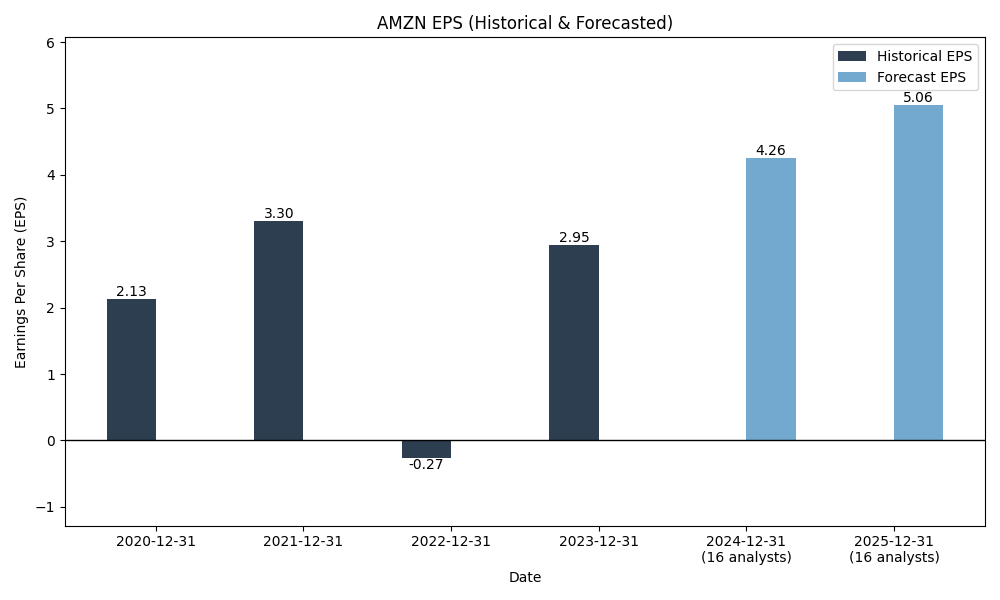 AMZN EPS (Historical & Forecasted)
Historical EPS
Forecast EPS
Earnings Per Share (EPS)
6
5
4
3
2
1
0
−1
2.13
3.30
-0.27
2.95
4.26
5.06
2020-12-31
2021-12-31
2022-12-31
2023-12-31
2024-12-31
(16 analysts)
2025-12-31
(16 analysts)
Date